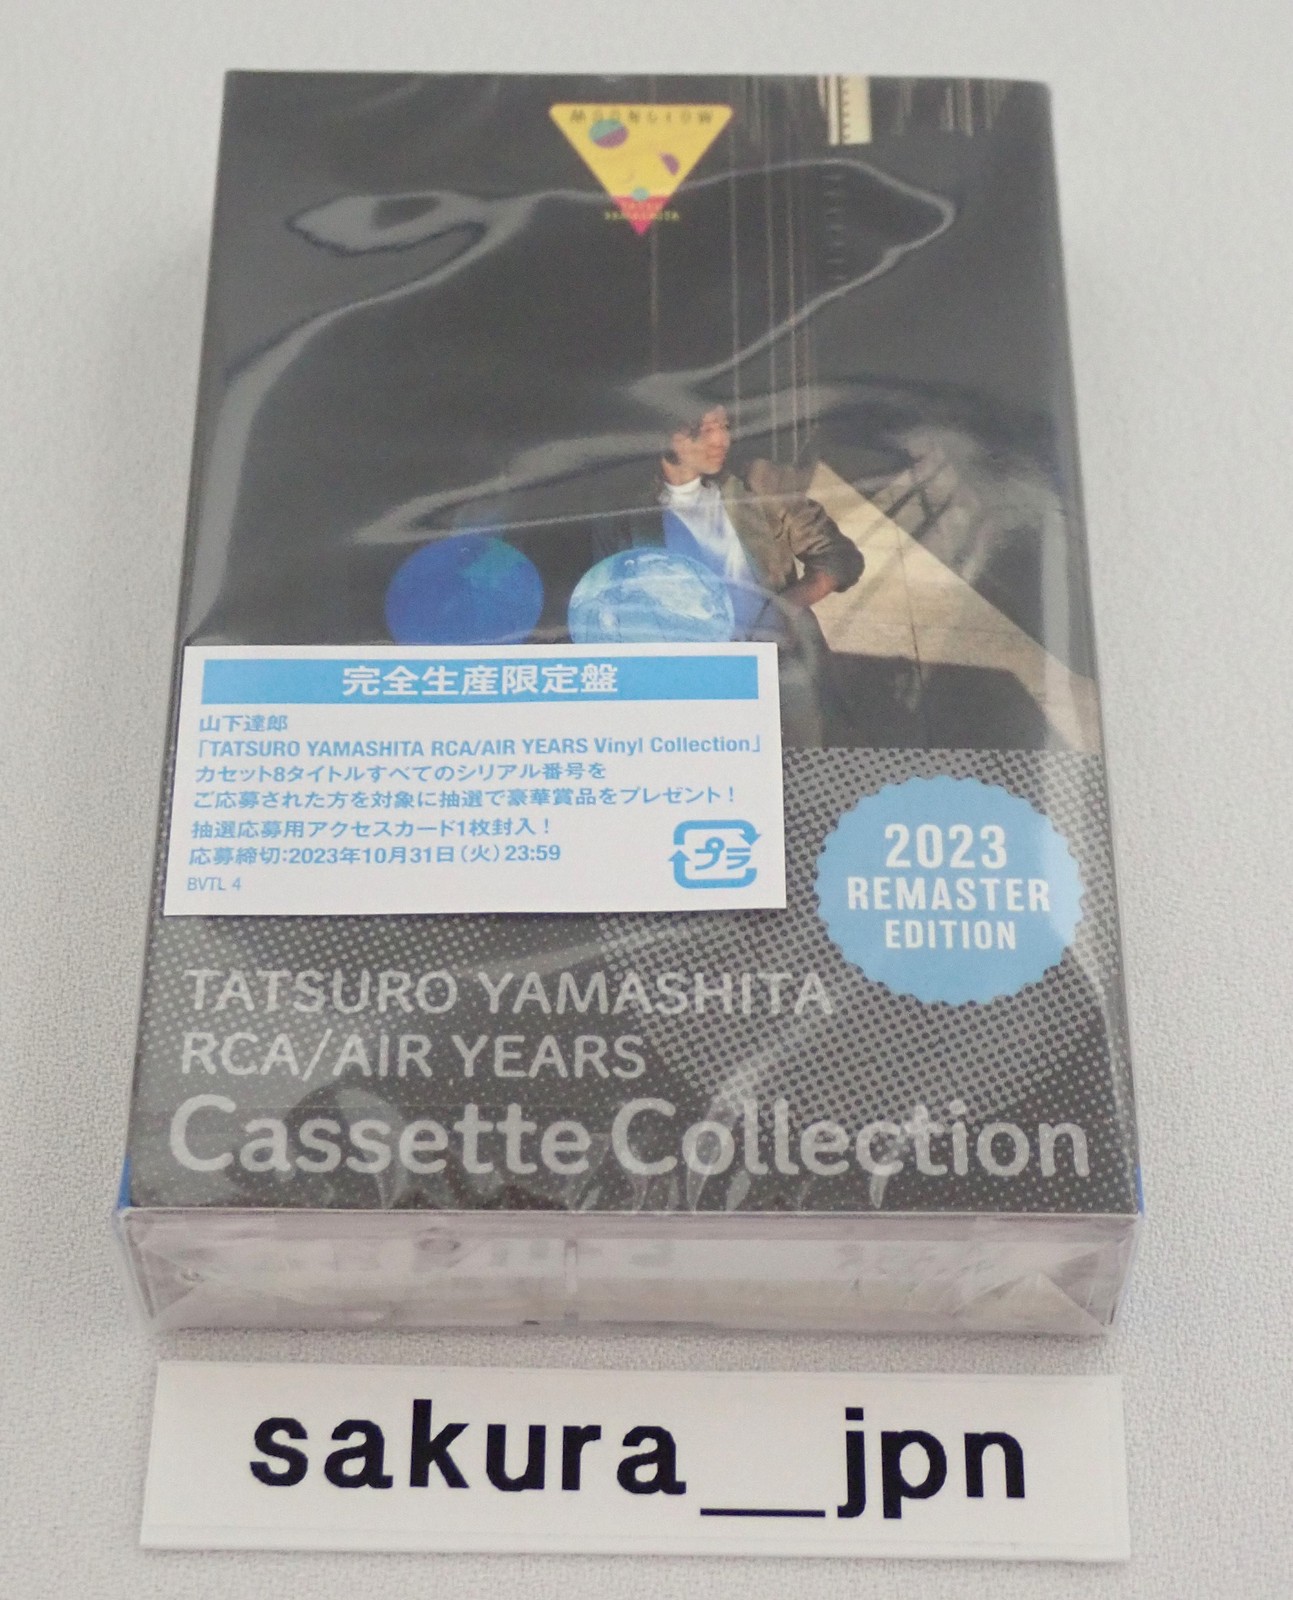 MOONGLOW
TATSU
YAMASHITA
完全生産限定盤
山下達郎
「TATSURO YAMASHITA RCA/AIR YEARS Vinyl Collection」
カセット8タイトルすべてのシリアル番号を
ご応募された方を対象に抽選で豪華賞品をプレゼント！
抽選応募用アクセスカード1枚封入！
応募締切:2023年10月31日(火)23:59
BVTL 4
プラ
2023
REMASTER
EDITION
TATSURO YAMASHITA
RCA/AIR YEARS
Cassette Collection
sakura__jpn